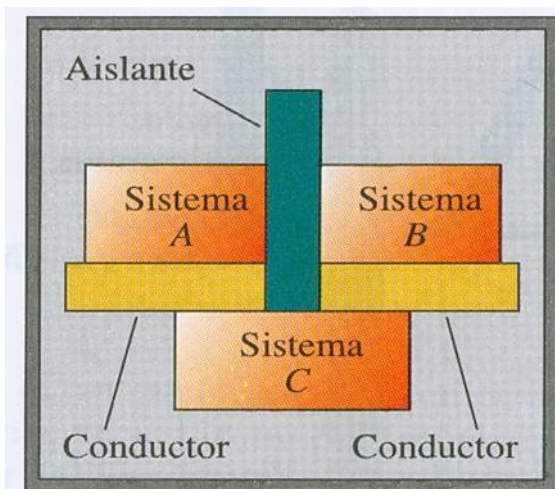 Aislante
Sistema
A
Sistema
B
Sistema
C
Conductor
Conductor